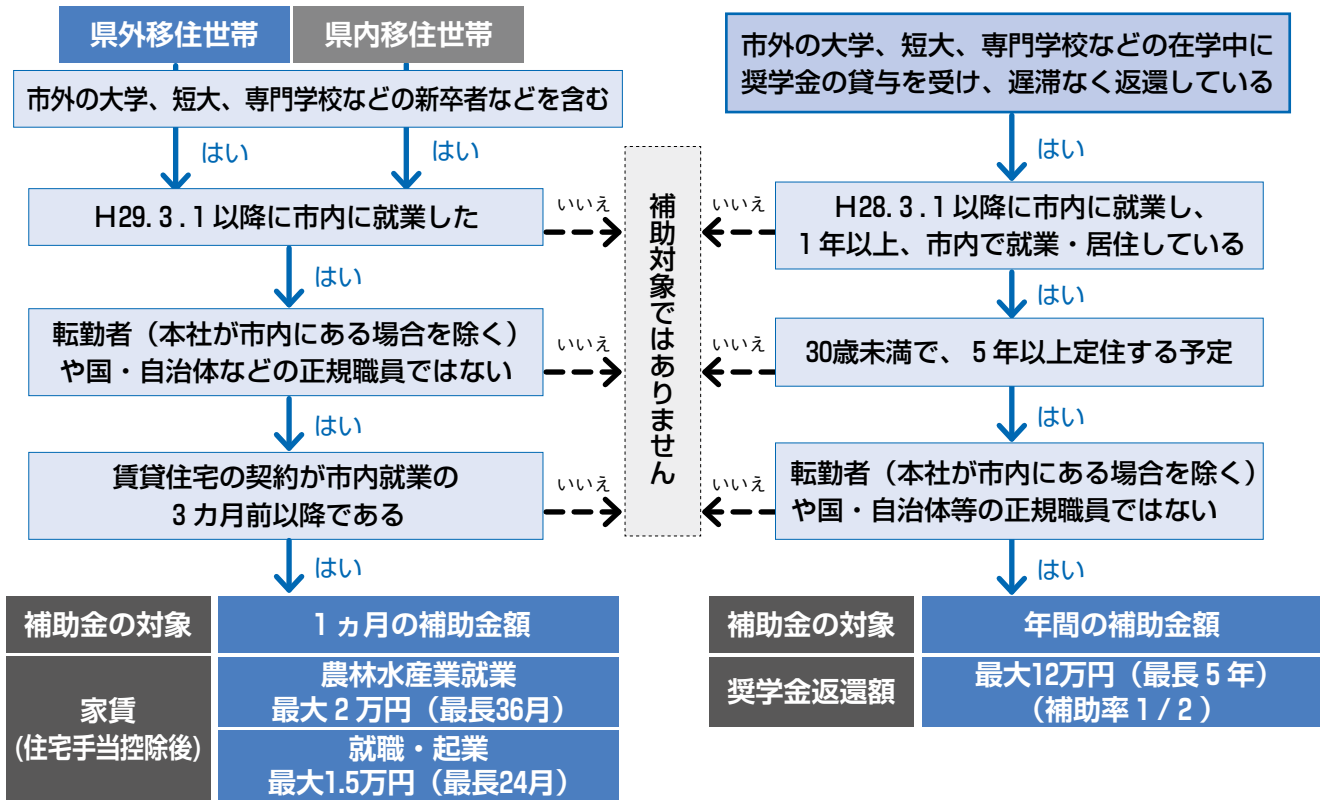 県外移住世帯
県内移住世帯
市外の大学、短大、専門学校などの新卒者などを含む
はい
はい
H29.3.1以降に市内に就業した
いいえ
はい
転勤者（本社が市内にある場合を除く）
や国・自治体などの正規職員ではない
いいえ
はい
賃貸住宅の契約が市内就業の
3カ月前以降である
いいえ
はい
補助金の対象
1ヵ月の補助金額
家賃
(住宅手当控除後)
農林水産業就業
最大2万円（最長36月）
就職・起業
最大1.5万円（最長24月）
補助対象ではありません
市外の大学、短大、専門学校などの在学中に
奨学金の貸与を受け、遅滞なく返還している
はい
いいえ
H28.3.1以降に市内に就業し、
1年以上、市内で就業・居住している
はい
いいえ
30歳未満で、5年以上定住する予定
はい
いいえ
転勤者（本社が市内にある場合を除く）
や国・自治体等の正規職員ではない
はい
補助金の対象
年間の補助金額
奨学金返還額
最大12万円（最長5年）
（補助率1/2）